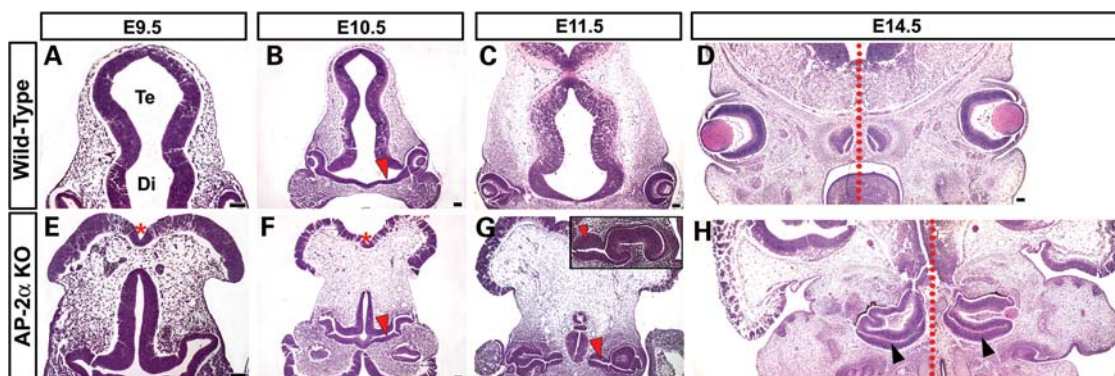 E9.5 E10.5 E11.5 E14.5
Wild-Type
A B C D
Te
Di
AP-2α KO
E * F * G H